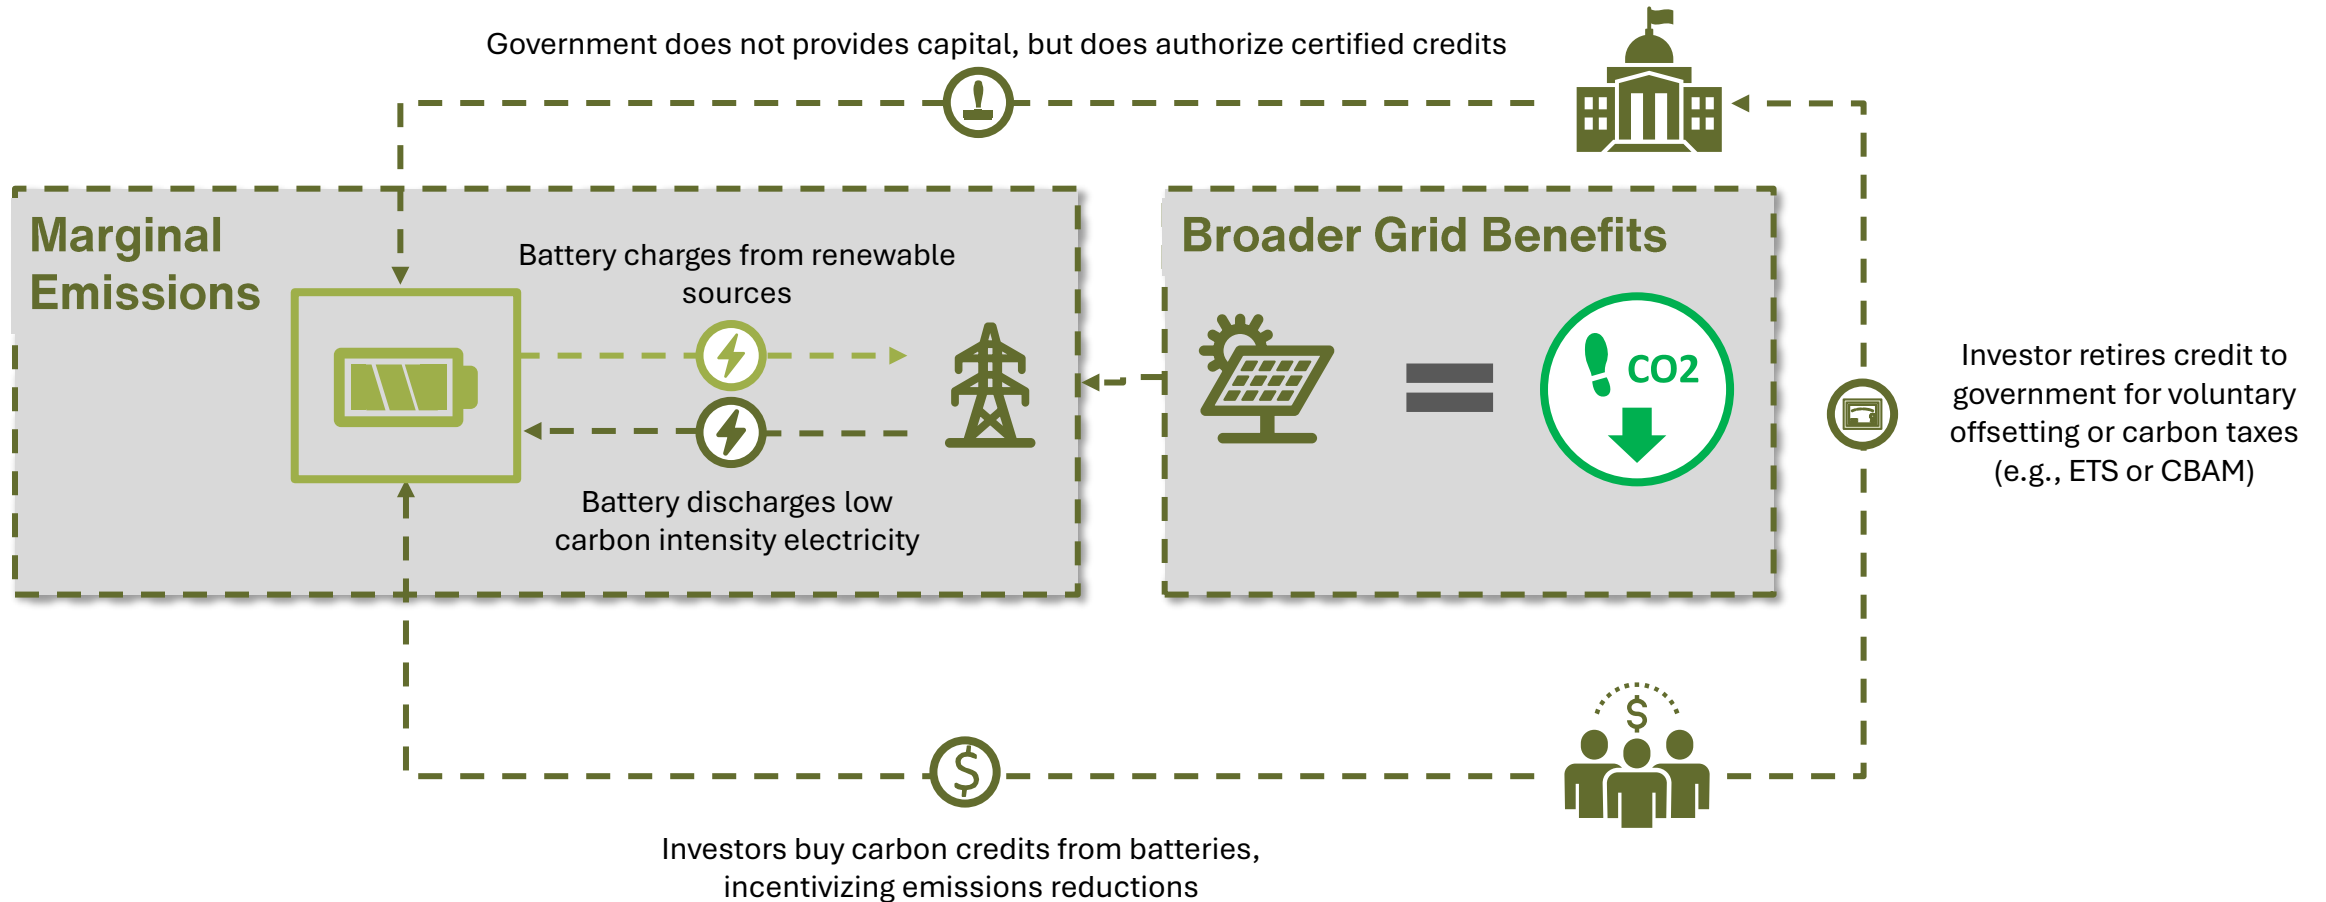 Government does not provides capital, but does authorize certified credits
Marginal
Emissions
Battery charges from renewable
sources
Battery discharges low
carbon intensity electricity
Broader Grid Benefits
CO2
Investor retires credit to
government for voluntary
offsetting or carbon taxes
(e.g., ETS or CBAM)
$
$
Investors buy carbon credits from batteries,
incentivizing emissions reductions